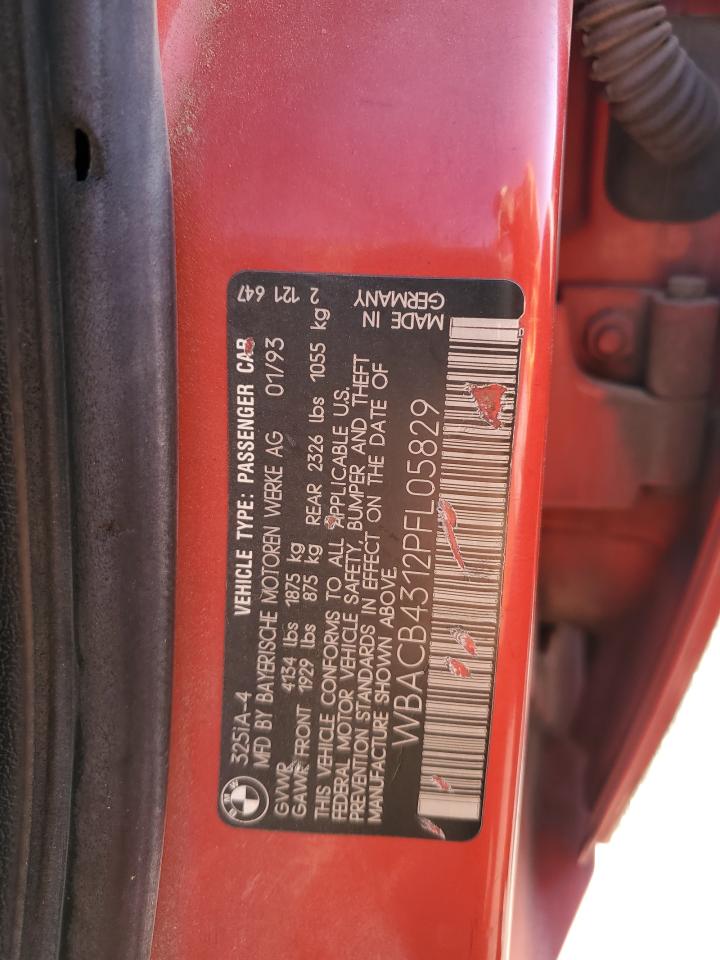 BMW
325iA-4 VEHICLE TYPE: PASSENGER CAR
MFD BY BAYERISCHE MOTOREN WERKE AG 01/93
GVWR 4134 lbs 1875 kg
GAWR FRONT 1929 lbs 875 kg REAR 2326 lbs 1055 kg
THIS VEHICLE CONFORMS TO ALL APPLICABLE U.S.
FEDERAL MOTOR VEHICLE SAFETY, BUMPER AND THEFT
PREVENTION STANDARDS IN EFFECT ON THE DATE OF
MANUFACTURE SHOWN ABOVE.
WBACB4312PFL05829
2 121 647
MADE IN
GERMANY